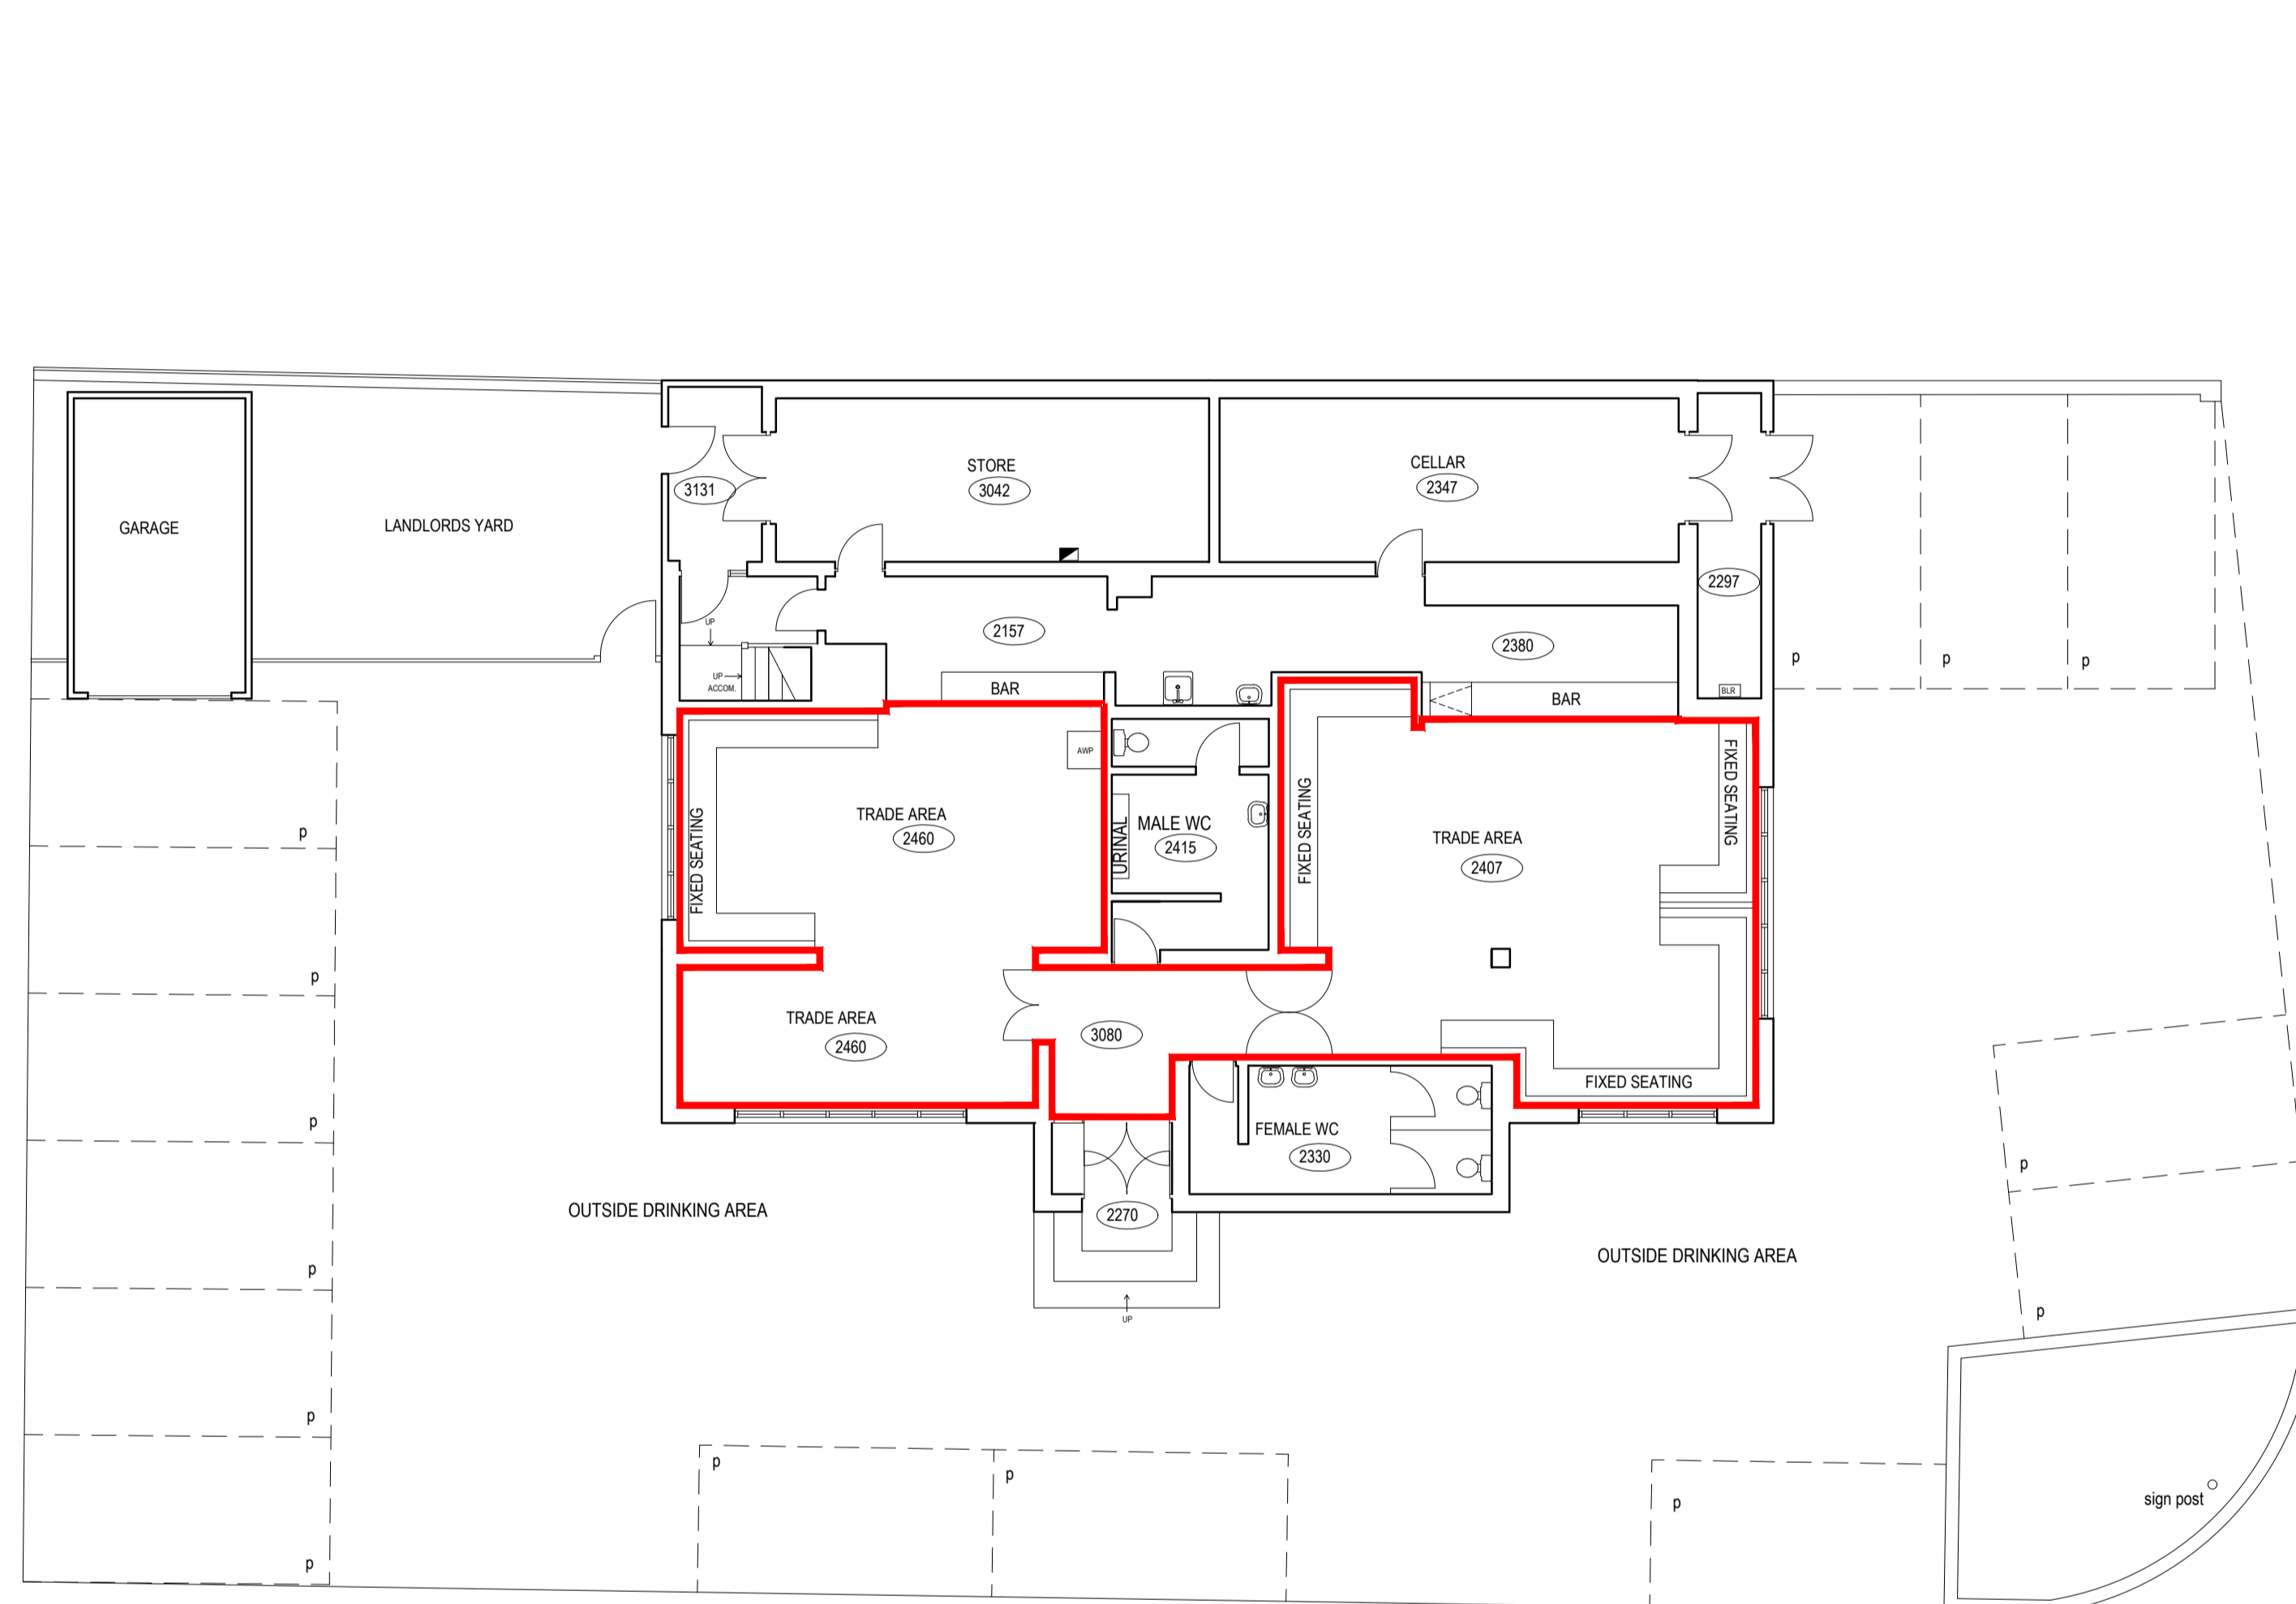 GARAGE
LANDLORDS YARD
3131
STORE
3042
CELLAR
2347
2297
UP
2157
2380
UP
ACCOM.
BAR
BAR
BLR
p
p
p
AWP
FIXED SEATING
TRADE AREA
2460
URINAL
MALE WC
2415
FIXED SEATING
TRADE AREA
2407
FIXED SEATING
p
p
TRADE AREA
2460
3080
FIXED SEATING
p
FEMALE WC
2330
p
OUTSIDE DRINKING AREA
2270
OUTSIDE DRINKING AREA
p
UP
p
p
p
p
p
sign post
p